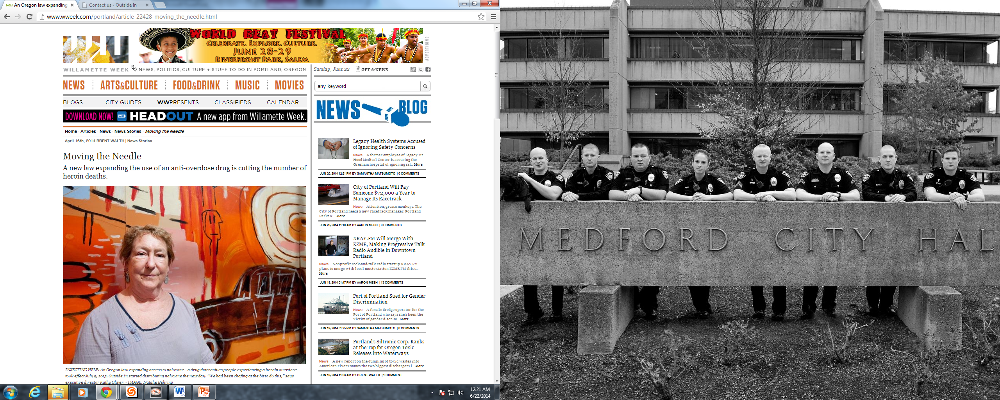 An Oregon law expanding
Contact us - Outside In
www.wweek.com/portland/article-22428-moving_the_needle.html
WORLD BEAT FESTIVAL
CELEBRATE. EXPLORE. CULTURE.
JUNE 28-29
RIVERFRONT PARK, SALEM
ADVERTISING
WILLAMETTE WEEK
NEWS, POLITICS, CULTURE + STUFF TO DO IN PORTLAND, OREGON
Sunday, June 22
GET e-NEWS
NEWS ARTS&CULTURE FOOD&DRINK MUSIC MOVIES
any keyword
BLOGS CITY GUIDES WWPRESENTS CLASSIFIEDS CALENDAR
DOWNLOAD NOW! HEADOUT A new app from Willamette Week.
NEWS BLOG
Home · Articles · News · News Stories · Moving the Needle
April 16th, 2014 BRENT WALTH | News Stories
Moving the Needle
A new law expanding the use of an anti-overdose drug is cutting the number of
heroin deaths.
INJECTING HELP: An Oregon law expanding access to naloxone—a drug that revives people experiencing a heroin overdose—
took effect July 9, 2013. Outside In started distributing naloxone the next day. “We had been chafing at the bit to do this,” says
executive director Kathy Oliver. - IMAGE: Natalie Behring
Legacy Health Systems Accused
of Ignoring Safety Concerns
News A former employee of Legacy Mt.
Hood Medical Center is accusing the
Gresham hospital of ignoring saf... More
JUN 20, 2014 12:31 PM BY SAMANTHA MATSUMOTO | 0 COMMENTS
City of Portland Will Pay
Someone $72,000 a Year to
Manage Its Racetrack
News Attention, grease monkeys: The
City of Portland needs a new racetrack manager. Portland
Parks & ... More
JUN 20, 2014 11:19 AM BY AARON MESH | 0 COMMENTS
XRAY.FM Will Merge With
KZME, Making Progressive Talk
Radio Audible in Downtown
Portland
News Nonprofit rock-and-talk radio startup XRAY.FM
plans to merge with local music station KZME.FM this s...
More
JUN 19, 2014 01:47 PM BY AARON MESH | 13 COMMENTS
Port of Portland Sued for Gender
Discrimination
News A female dredge operator for the
Port of Portland who says she's been the
victim of gender discrim... More
JUN 19, 2014 01:25 PM BY SAMANTHA MATSUMOTO | 0 COMMENTS
Portland's Siltronic Corp. Ranks
at the Top for Oregon Toxic
Releases into Waterways
News A new report on the dumping of toxic wastes into
American rivers names the two biggest dischargers i... More
JUN 19, 2014 11:08 AM BY BRENT WALTH | 1 COMMENT
12:21 AM
6/22/2014
MEDFORD CITY HAL